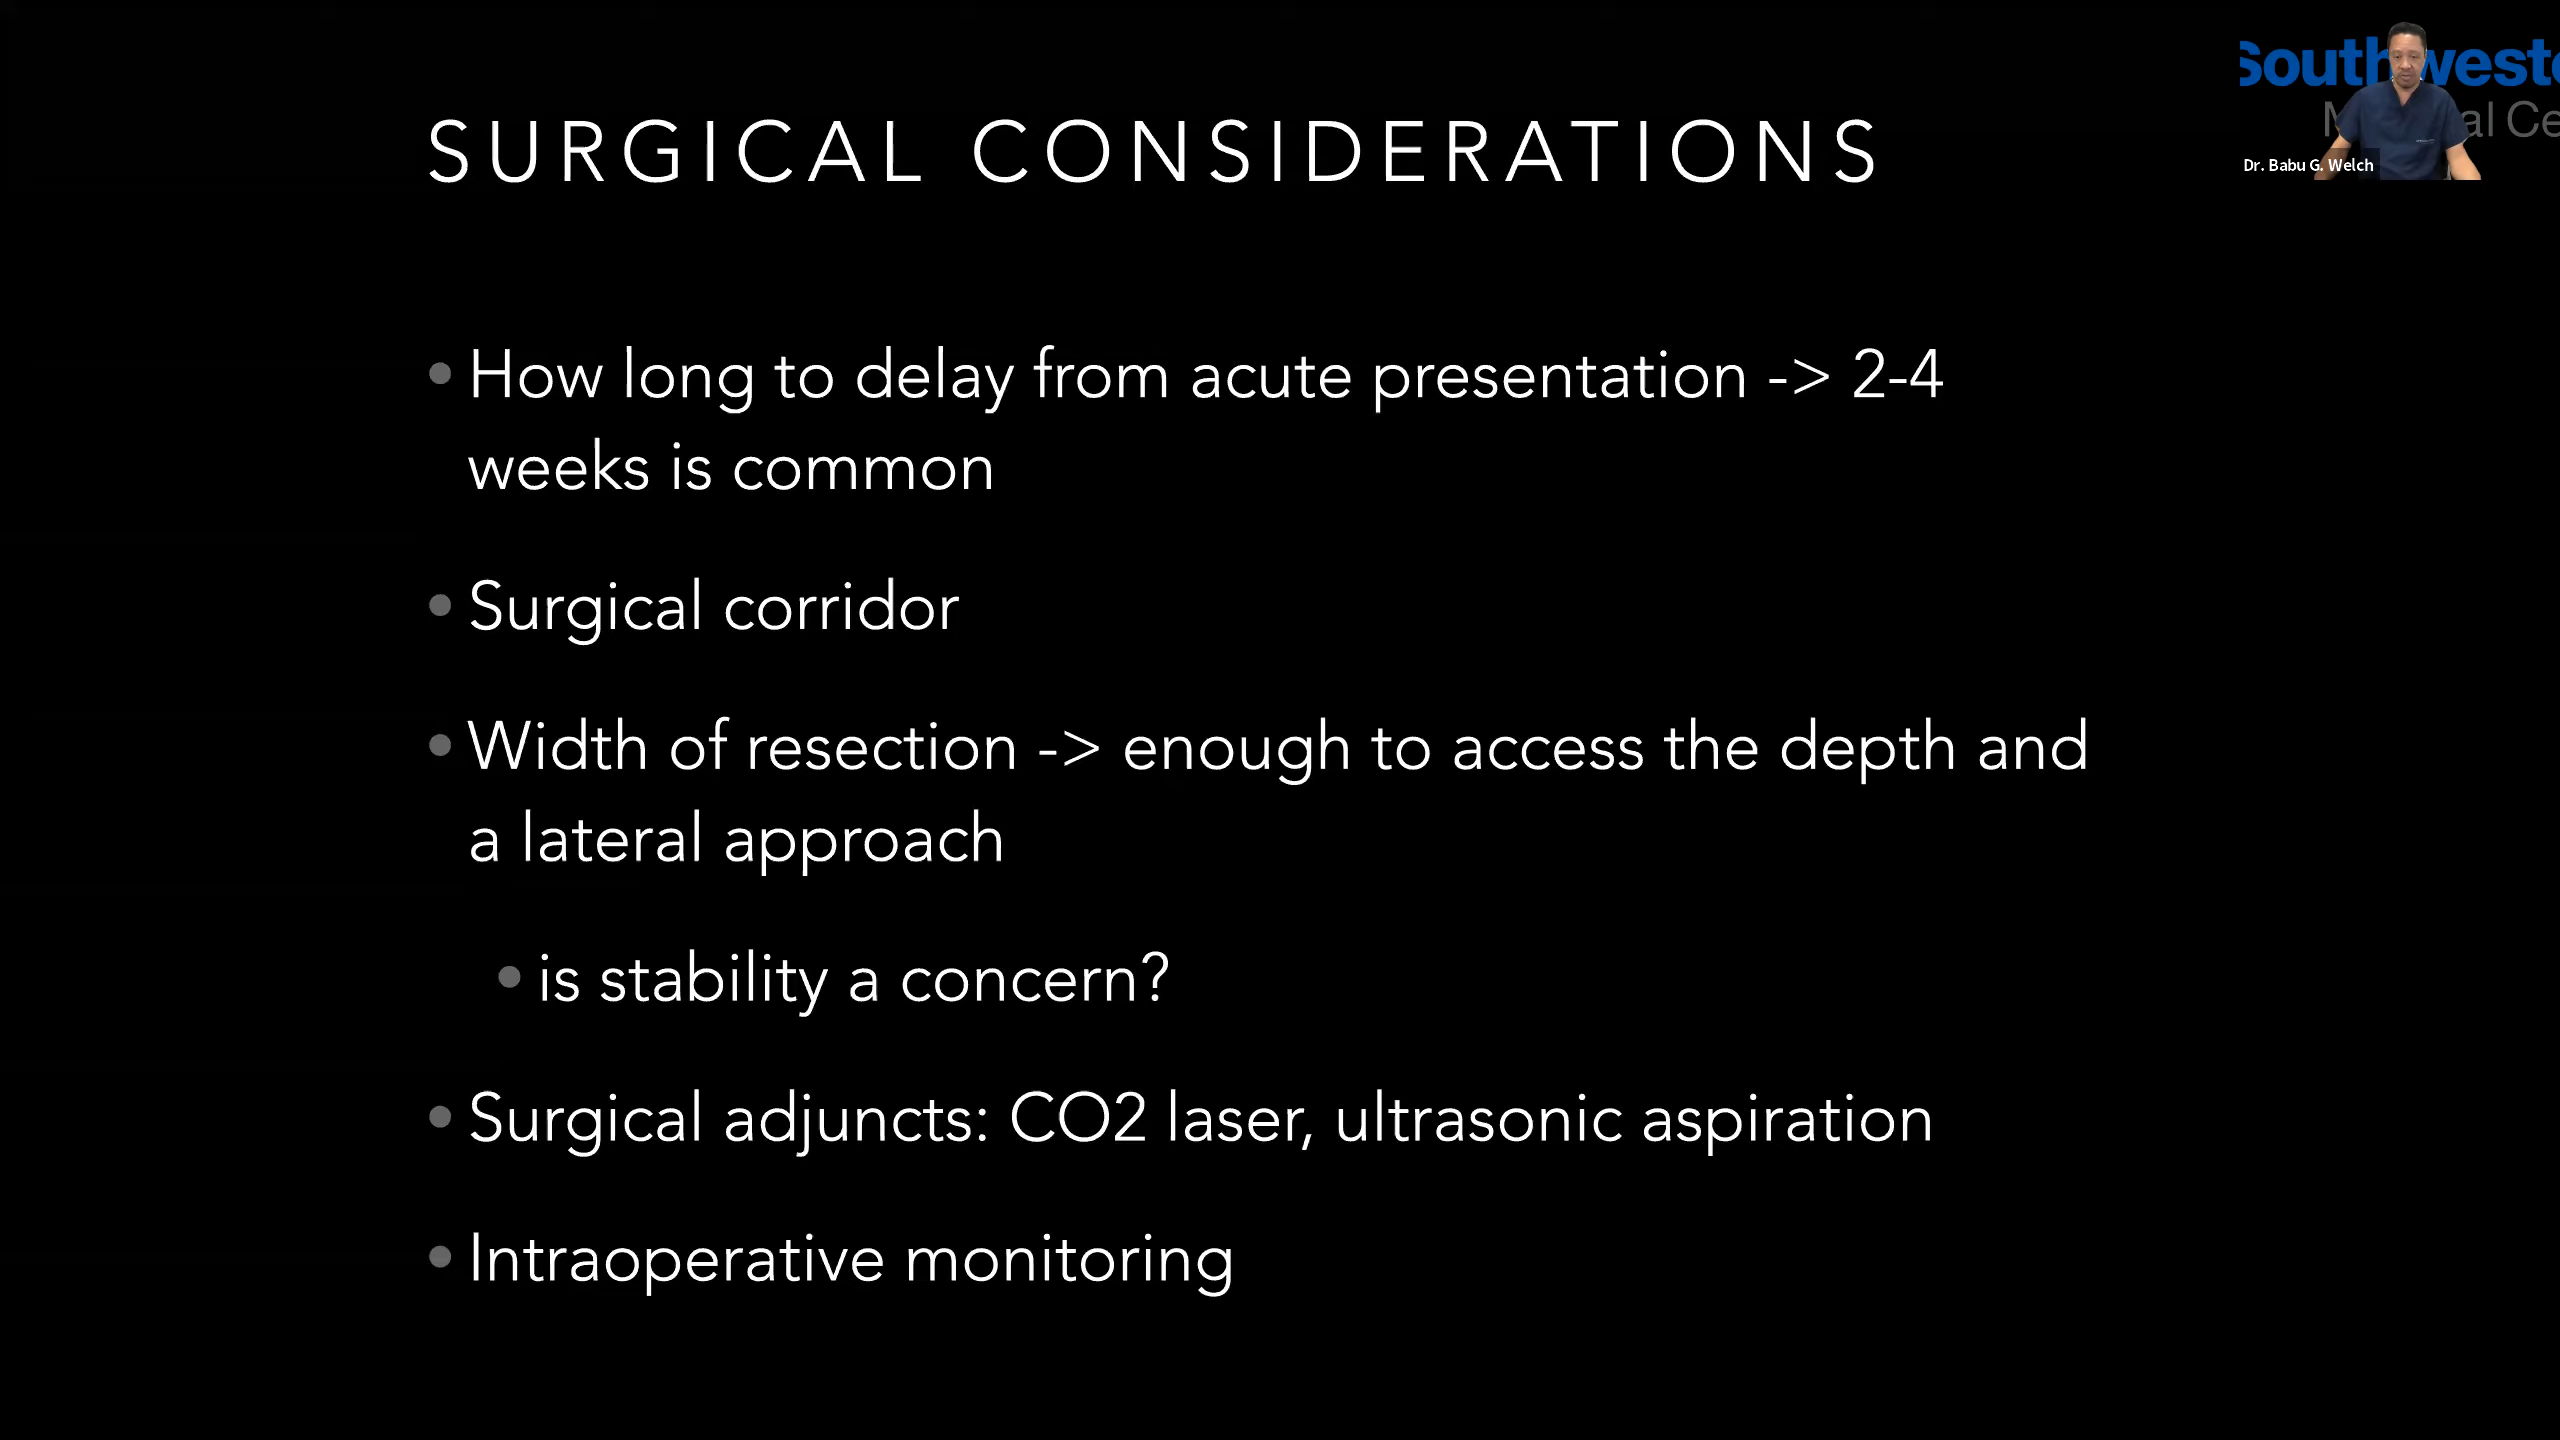 Southweste
Dr. Babu G. Welch
SURGICAL CONSIDERATIONS
• How long to delay from acute presentation -> 2-4
weeks is common
• Surgical corridor
• Width of resection -> enough to access the depth and
a lateral approach
• is stability a concern?
• Surgical adjuncts: CO2 laser, ultrasonic aspiration
• Intraoperative monitoring